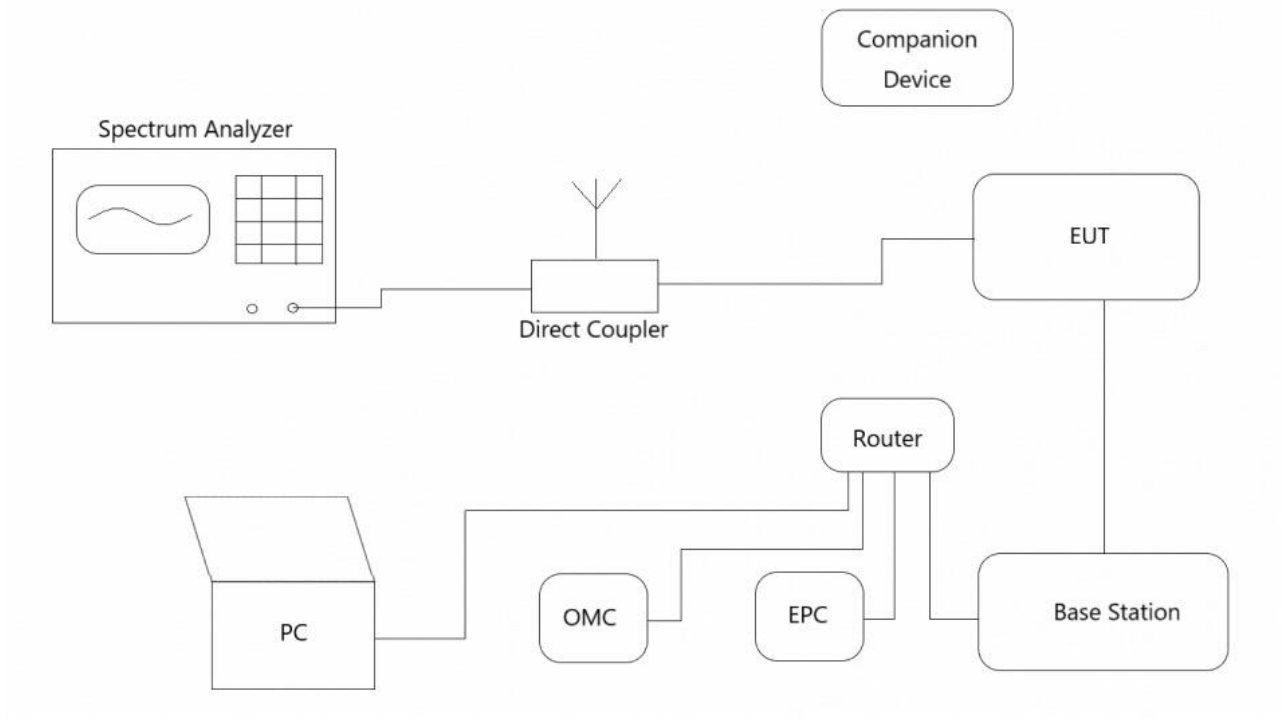 Companion
Device
Spectrum Analyzer
EUT
Direct Coupler
Router
PC
OMC
EPC
Base Station